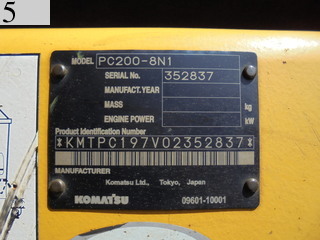 5
MODEL PC200-8N1
SERIAL No. 352837
MANUFACT.YEAR
MASS kg
ENGINE POWER kW
Product Identification Number
*KMTPC197V02352837*
MANUFACTURER
Komatsu Ltd., Tokyo, Japan
KOMATSU 09601-10001